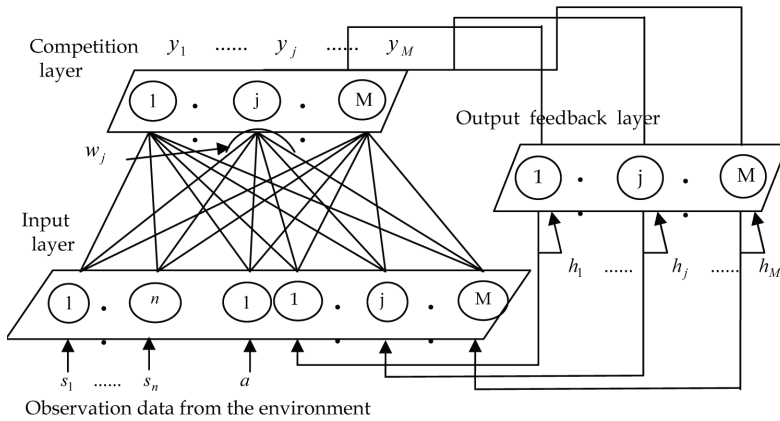 Competition layer
y1 ...... yj ...... yM
1 . j . M
wj
Output feedback layer
1 . j . M
Input layer
1 . n 1 1 . j . M
h1 ...... hj ...... hM
s1 ...... sn a
Observation data from the environment